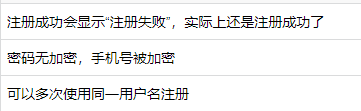 注册成功会显示“注册失败”，实际上还是注册成功了
密码无加密，手机号被加密
可以多次使用同一用户名注册